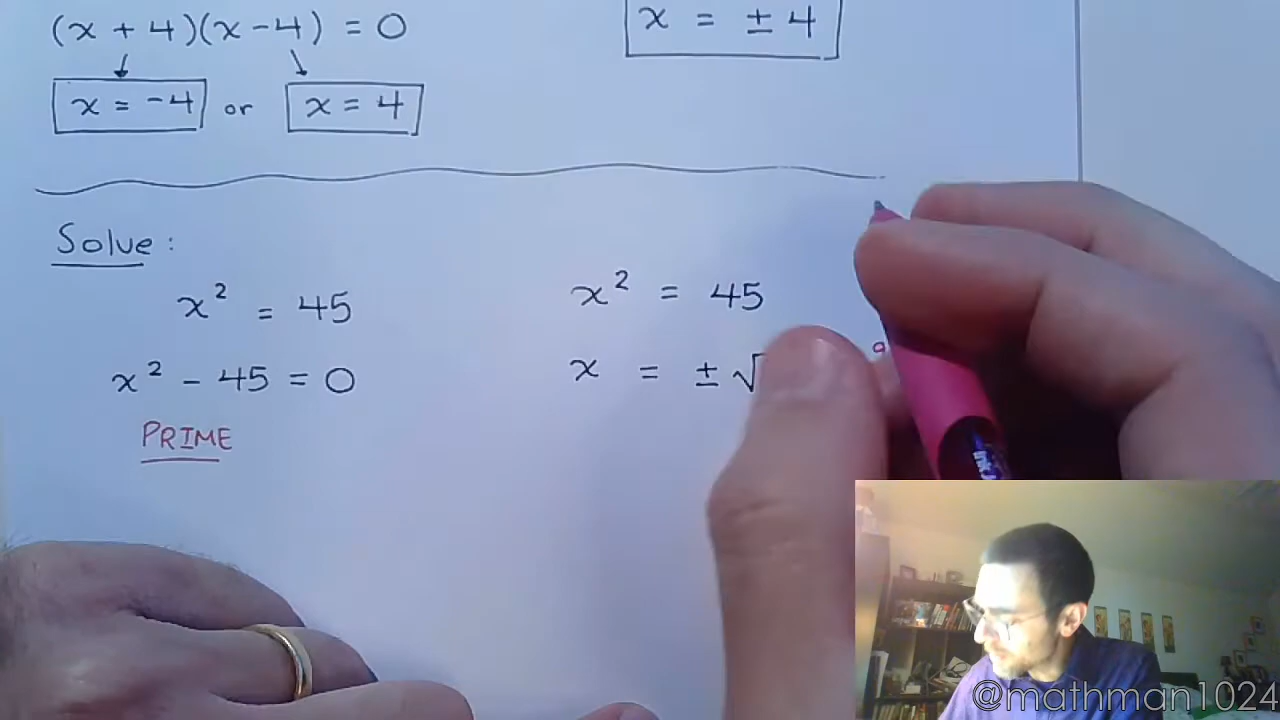 (x + 4)(x - 4) = 0
x = ± 4
x = -4 or x = 4
Solve:
x² = 45
x² = 45
x² - 45 = 0
x = ± √
PRIME
@mathman1024